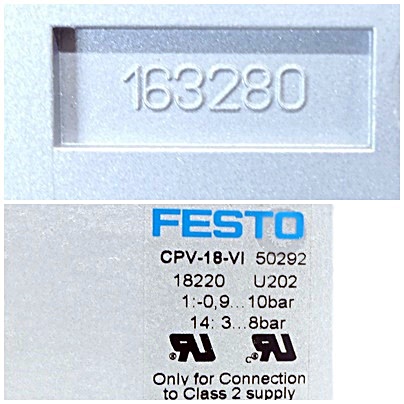 163280
FESTO
CPV-18-VI 50292
18220 U202
1:-0,9...10bar
14: 3...8bar
Only for Connection
to Class 2 supply